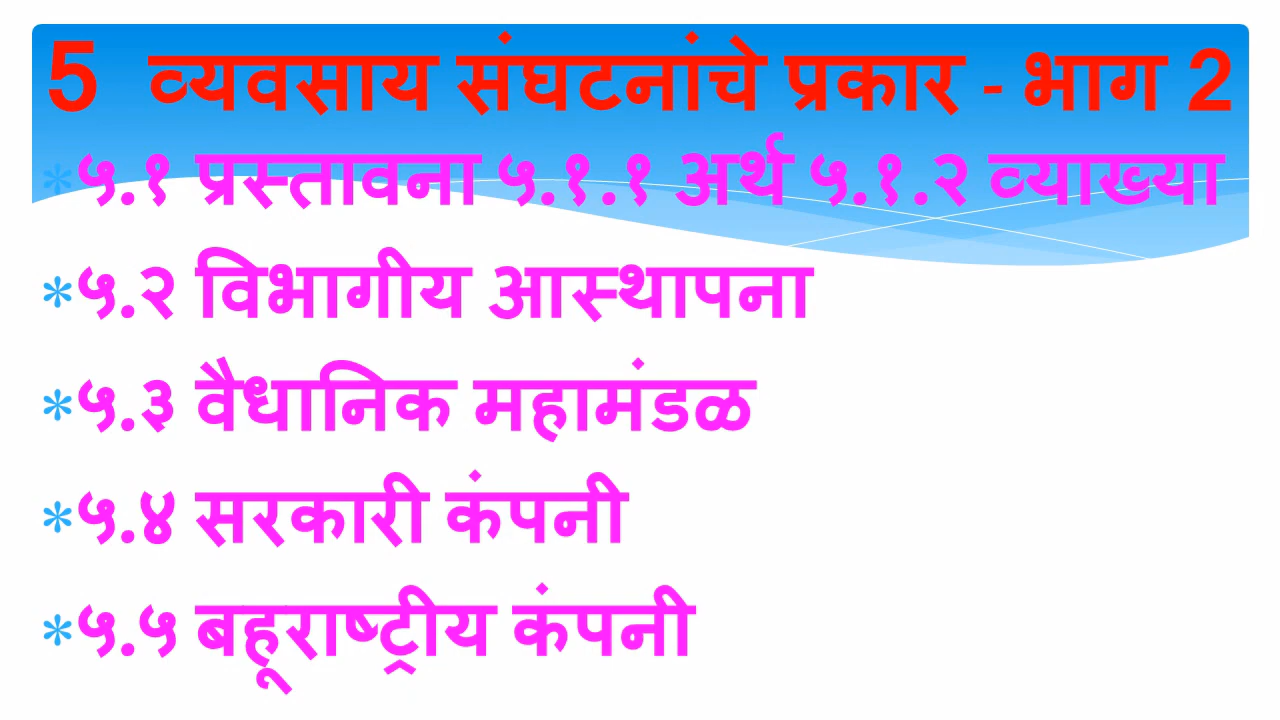 5 व्यवसाय संघटनांचे प्रकार - भाग 2
*५.१ प्रस्तावना ५.१.१ अर्थ ५.१.२ व्याख्या
*५.२ विभागीय आस्थापना
*५.३ वैधानिक महामंडळ
*५.४ सरकारी कंपनी
*५.५ बहूराष्ट्रीय कंपनी